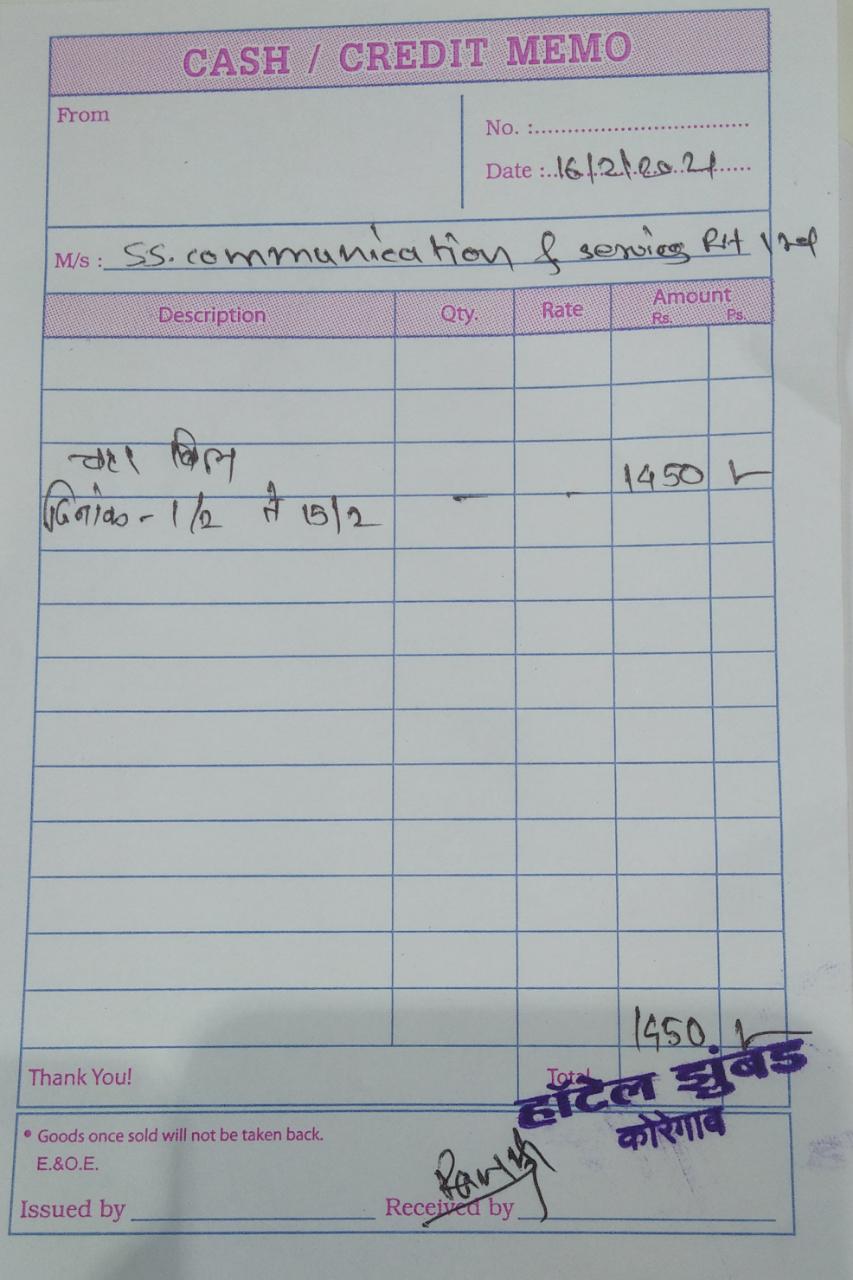 CASH / CREDIT MEMO
From
No. :
Date : 16/2/2021
M/s : SS. communication & services Pvt ltd
Description Qty. Rate Amount
Rs. Ps.
चहा बिल 1450
दिनांक - 1/2 ते 15/2 - -
1450
Thank You! Total
हॉटेल झुंबड
कोरेगाव
• Goods once sold will not be taken back.
E.&O.E.
Issued by Received by